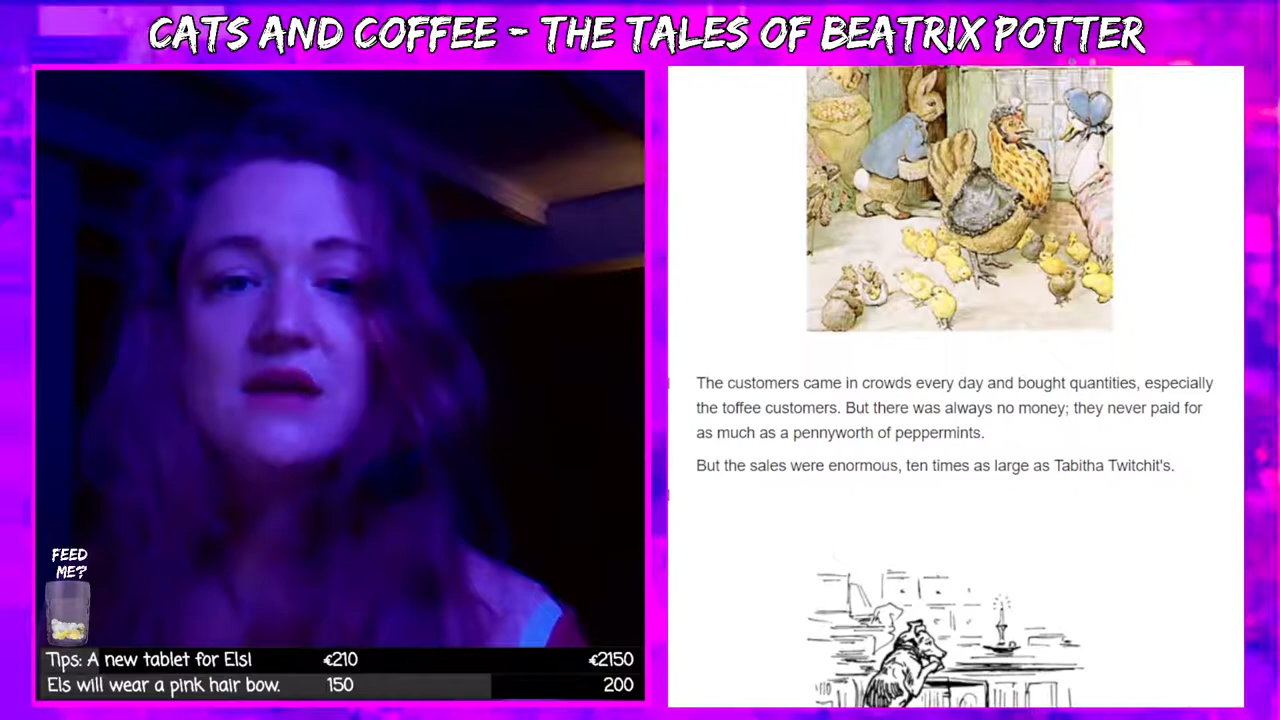 CATS AND COFFEE - THE TALES OF BEATRIX POTTER
The customers came in crowds every day and bought quantities, especially
the toffee customers. But there was always no money; they never paid for
as much as a pennyworth of peppermints.
But the sales were enormous, ten times as large as Tabitha Twitchit's.
FEED
ME?
Tips: A new tablet for Els! €210 €2150
Els will wear a pink hair bow. 150 200